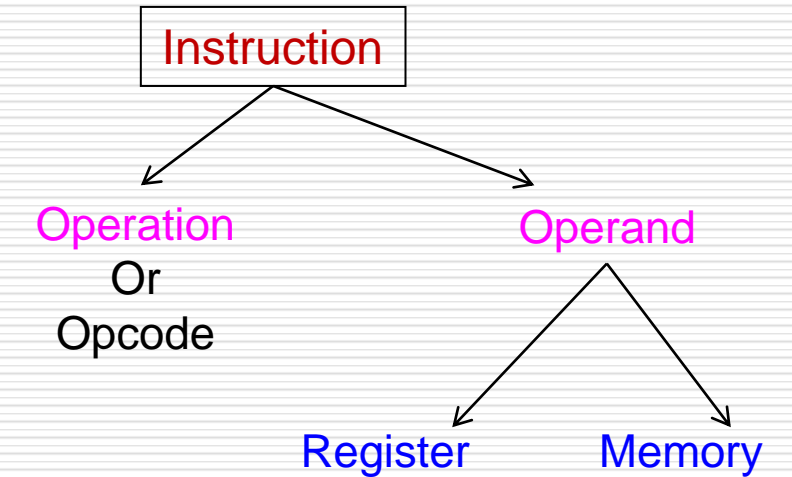 Instruction
Operation
Or
Opcode
Operand
Register
Memory